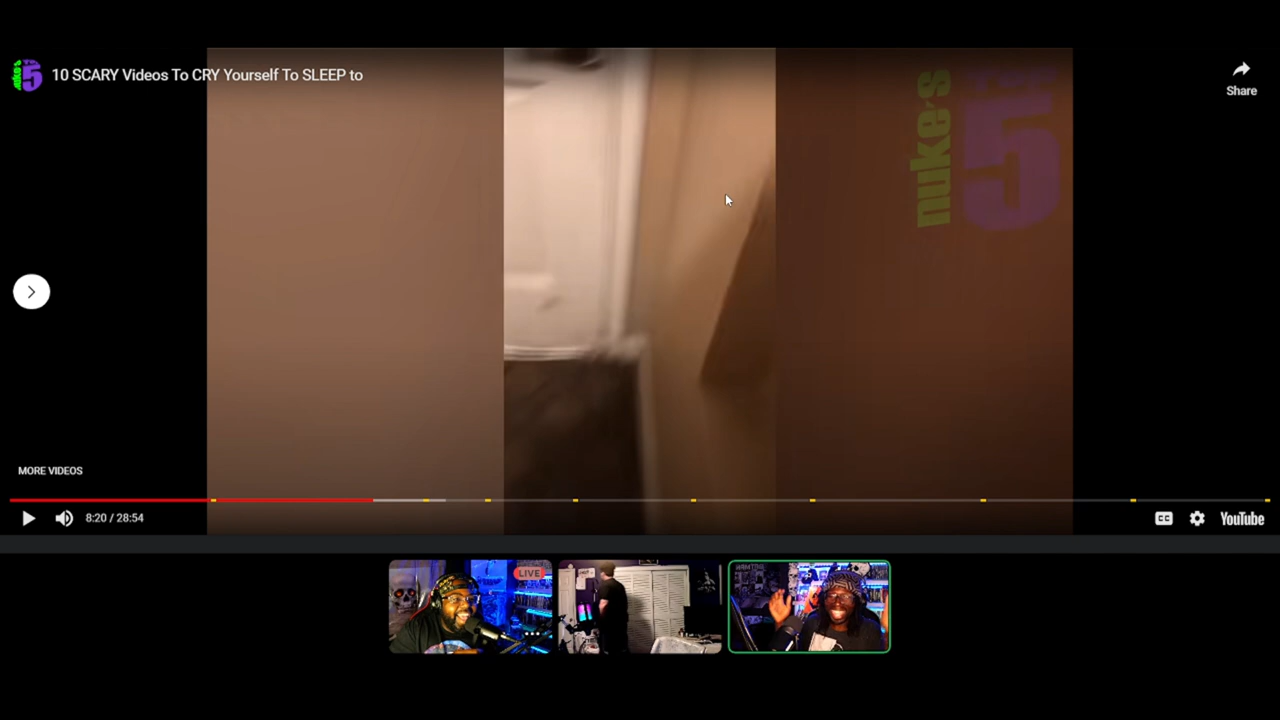 10 SCARY Videos To CRY Yourself To SLEEP to
Share
nuke's
5
MORE VIDEOS
8:20 / 28:54
CC
YouTube
LIVE